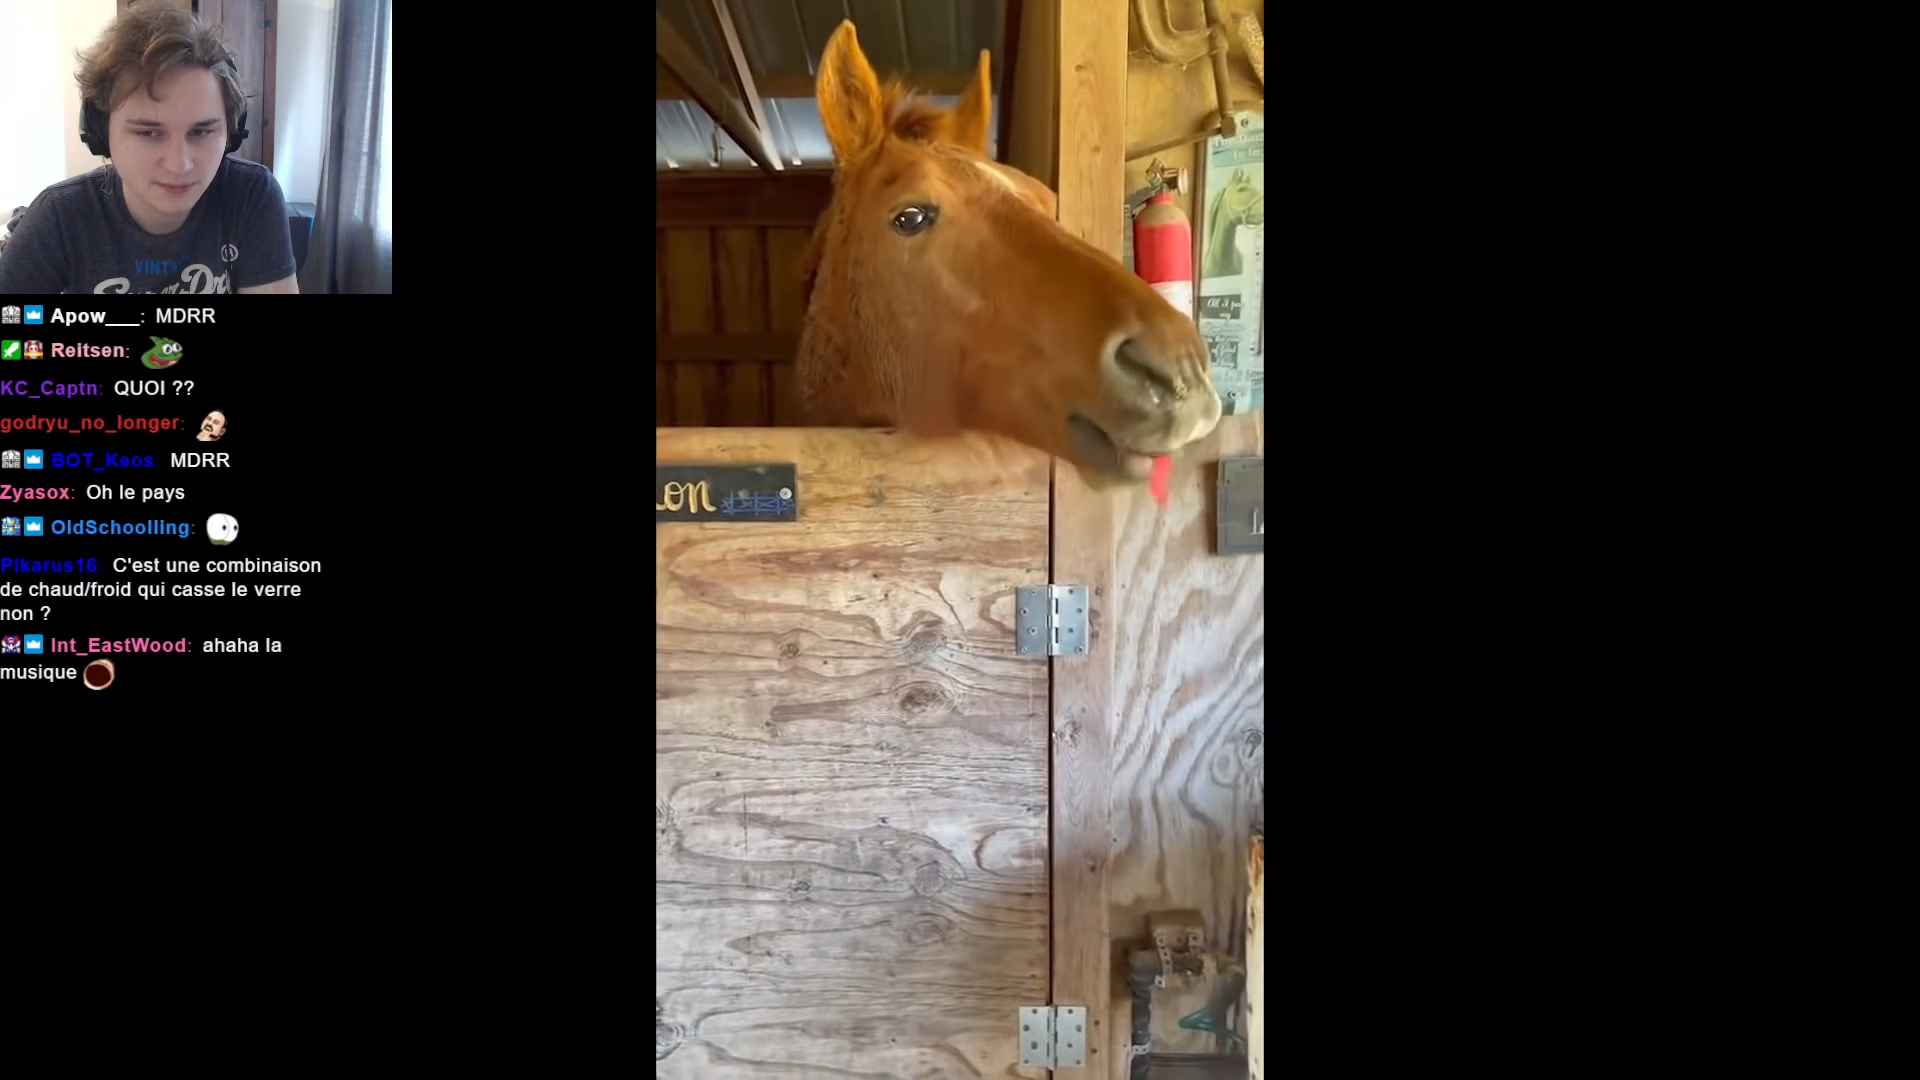 VINTA
®
Apow___: MDRR
Reitsen:
KC_Captn: QUOI ??
godryu_no_longer:
BOT_Keos: MDRR
Zyasox: Oh le pays
OldSchoolling:
Pikarus16: C'est une combinaison
de chaud/froid qui casse le verre
non ?
Int_EastWood: ahaha la
musique
on